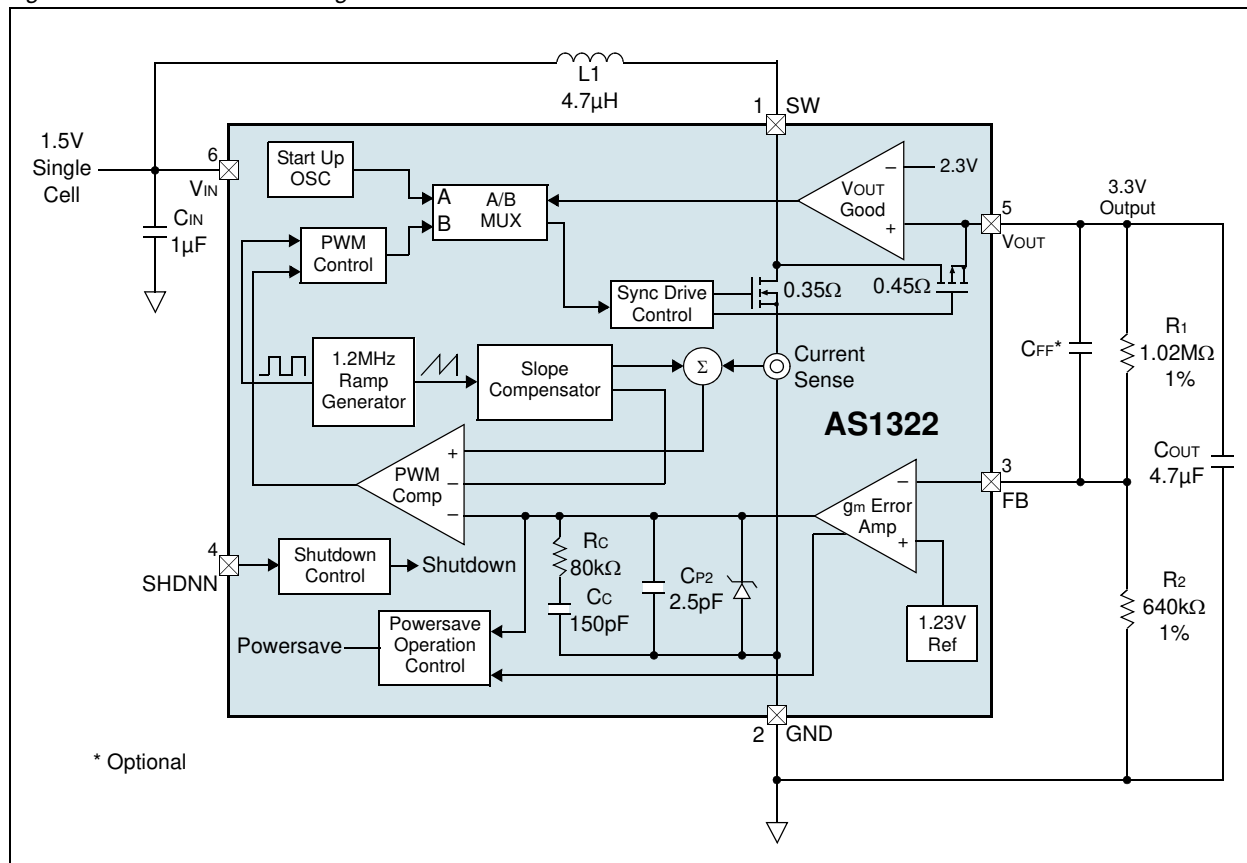 L1
4.7µH
1 SW
1.5V
Single
Cell
6
VIN
CIN
1µF
Start Up
OSC
A
B
A/B
MUX
VOUT
Good
−
+
2.3V
3.3V
Output
5
VOUT
PWM
Control
Sync Drive
Control
0.35Ω
0.45Ω
CFF*
R1
1.02MΩ
1%
1.2MHz
Ramp
Generator
Slope
Compensator
Σ
Current
Sense
AS1322
COUT
4.7µF
PWM
Comp
+
−
−
gm Error
Amp
−
+
3
FB
4
SHDNN
Shutdown
Control
Shutdown
RC
80kΩ
CC
150pF
CP2
2.5pF
1.23V
Ref
R2
640kΩ
1%
Powersave
Powersave
Operation
Control
2 GND
* Optional